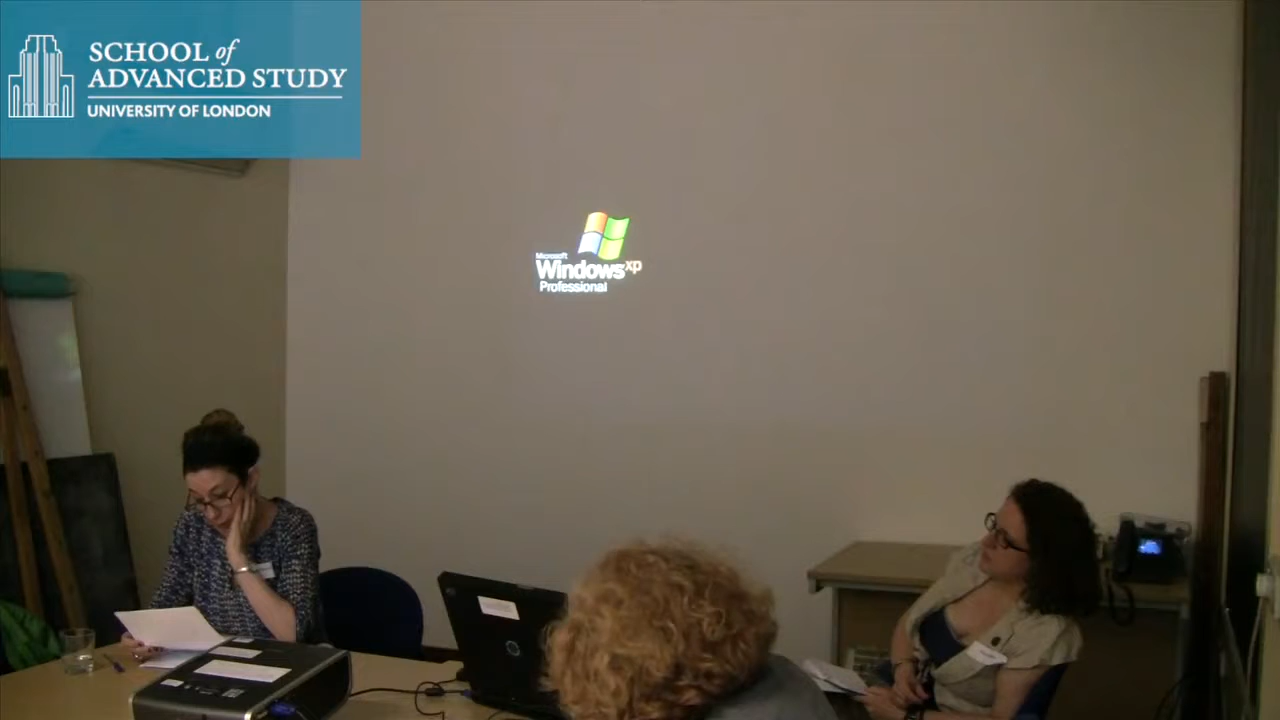 SCHOOL of
ADVANCED STUDY
UNIVERSITY OF LONDON
Microsoft
Windows xp
Professional